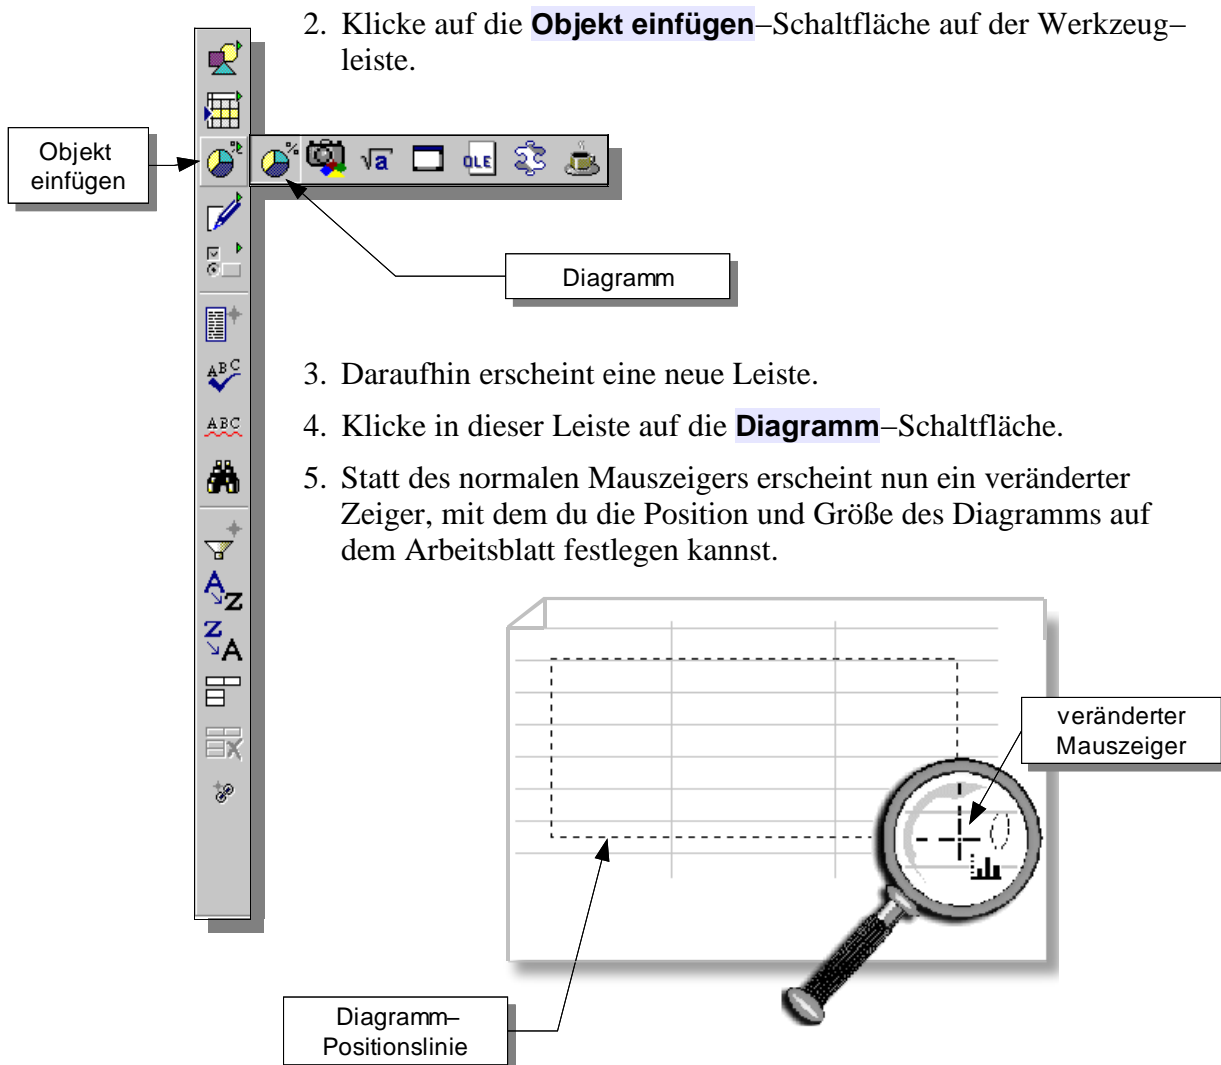 2. Klicke auf die Objekt einfügen–Schaltfläche auf der Werkzeug–
leiste.
Objekt
einfügen
√a
OLE
Diagramm
3. Daraufhin erscheint eine neue Leiste.
ABC
4. Klicke in dieser Leiste auf die Diagramm–Schaltfläche.
ABC
5. Statt des normalen Mauszeigers erscheint nun ein veränderter
Zeiger, mit dem du die Position und Größe des Diagramms auf
dem Arbeitsblatt festlegen kannst.
A
Z
Z
A
veränderter
Mauszeiger
Diagramm–
Positionslinie